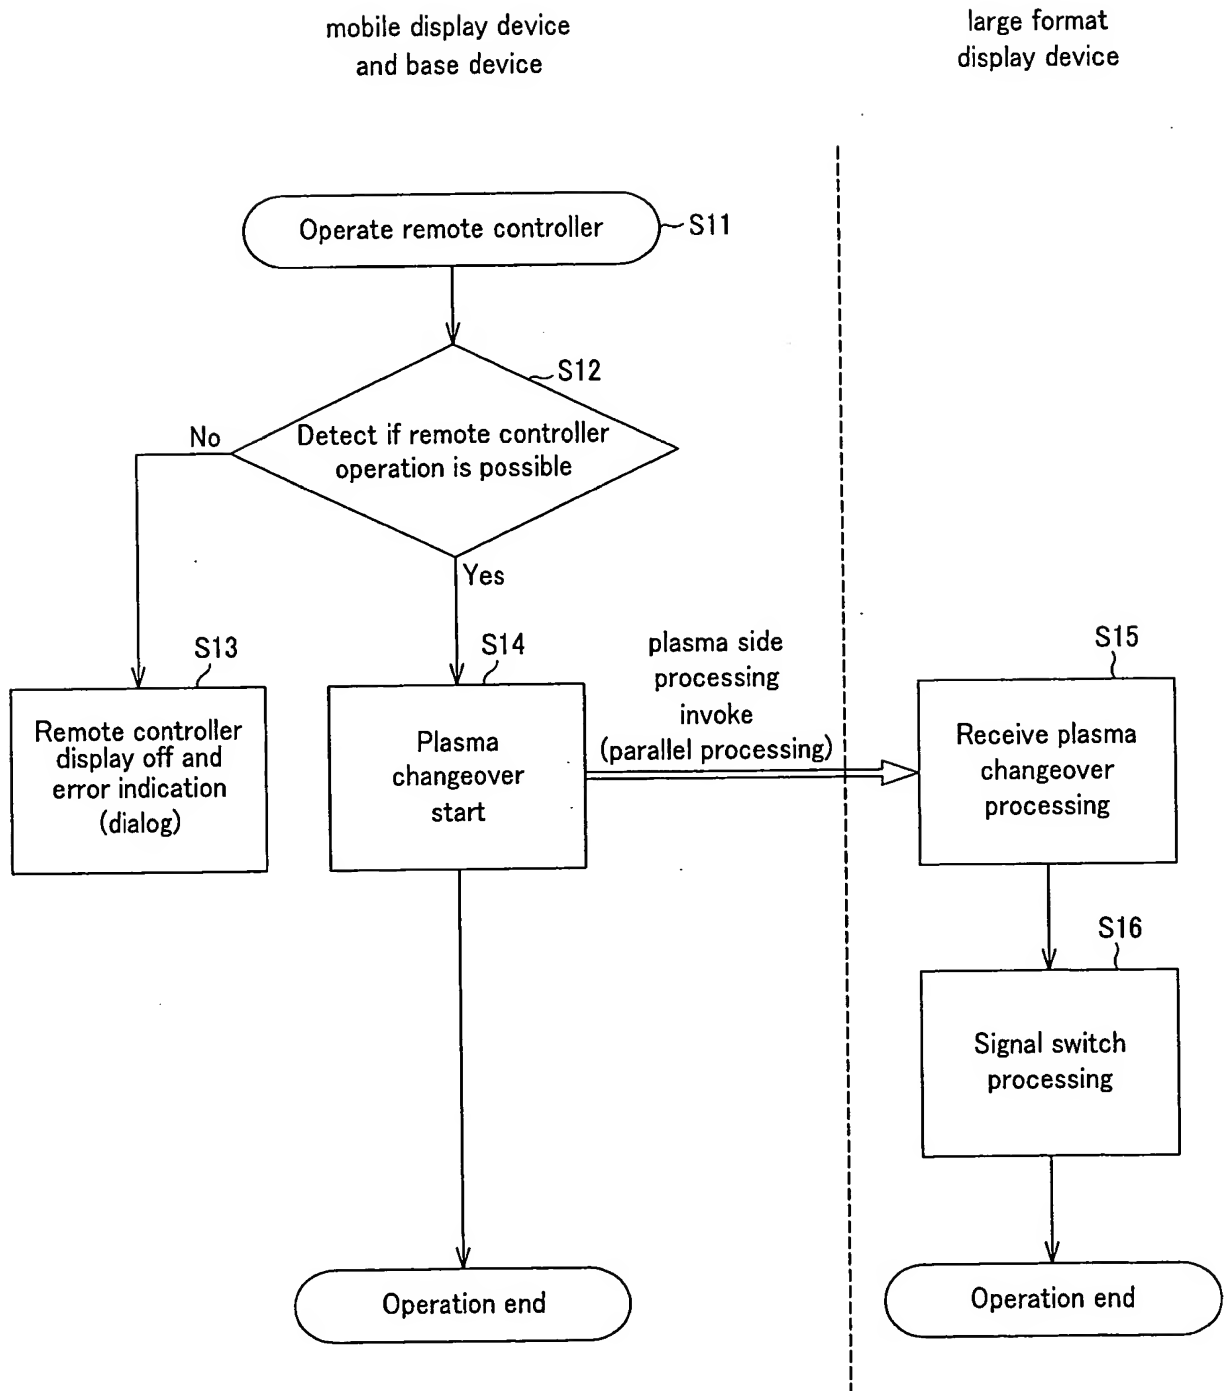 mobile display device
and base device
large format
display device
Operate remote controller
S11
S12
Detect if remote controller
operation is possible
No
Yes
S13
Remote controller
display off and
error indication
(dialog)
S14
Plasma
changeover
start
plasma side
processing
invoke
(parallel processing)
S15
Receive plasma
changeover
processing
S16
Signal switch
processing
Operation end
Operation end